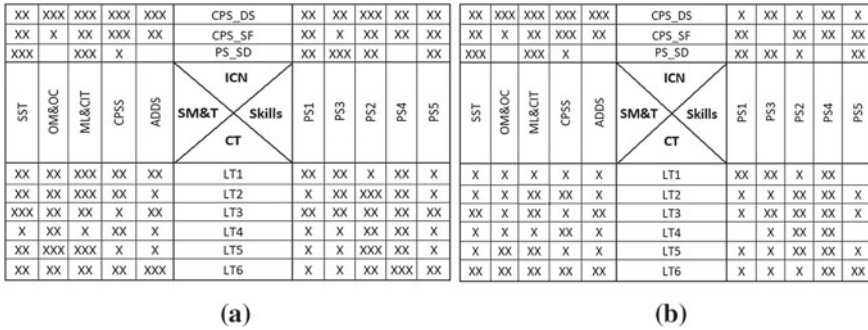 XX XXX XXX XXX XXX CPS_DS XX XX XXX XX XXX
XX X XX XXX XX CPS_SF XX X XX XX XX
XXX XXX X PS_SD XX XXX XX XX
SST OM&OC ML&CIT CPSS ADDS ICN SM&T Skills CT PS1 PS3 PS2 PS4 PS5
XX XX XXX XX XX LT1 XX XX X XX X
XX XX XXX XX X LT2 X XX XXX XX X
XXX XX XX X XX LT3 XX XX XX XX XX
X XX X XX X LT4 X X XX XX X
XX XXX XXX X X LT5 X X XXX XX X
XX XX XX XX XXX LT6 X X XX XXX XX
(a)
XX XXX XXX XXX XXX CPS_DS X XX X XX X
XX X XX XXX XX CPS_SF XX XX XX XX
XXX XXX X PS_SD XX XX X XX
SST OM&OC ML&CIT CPSS ADDS ICN SM&T Skills CT PS1 PS3 PS2 PS4 PS5
X X X X X LT1 XX XX X XX
X X XX XX X LT2 X X XX XX X
XX X XX X XX LT3 X XX XX XX XX
X X X XX X LT4 X XX XX
X XX XX X X LT5 X X XX XX X
XX XX XX XX XX LT6 X X X XX XX
(b)